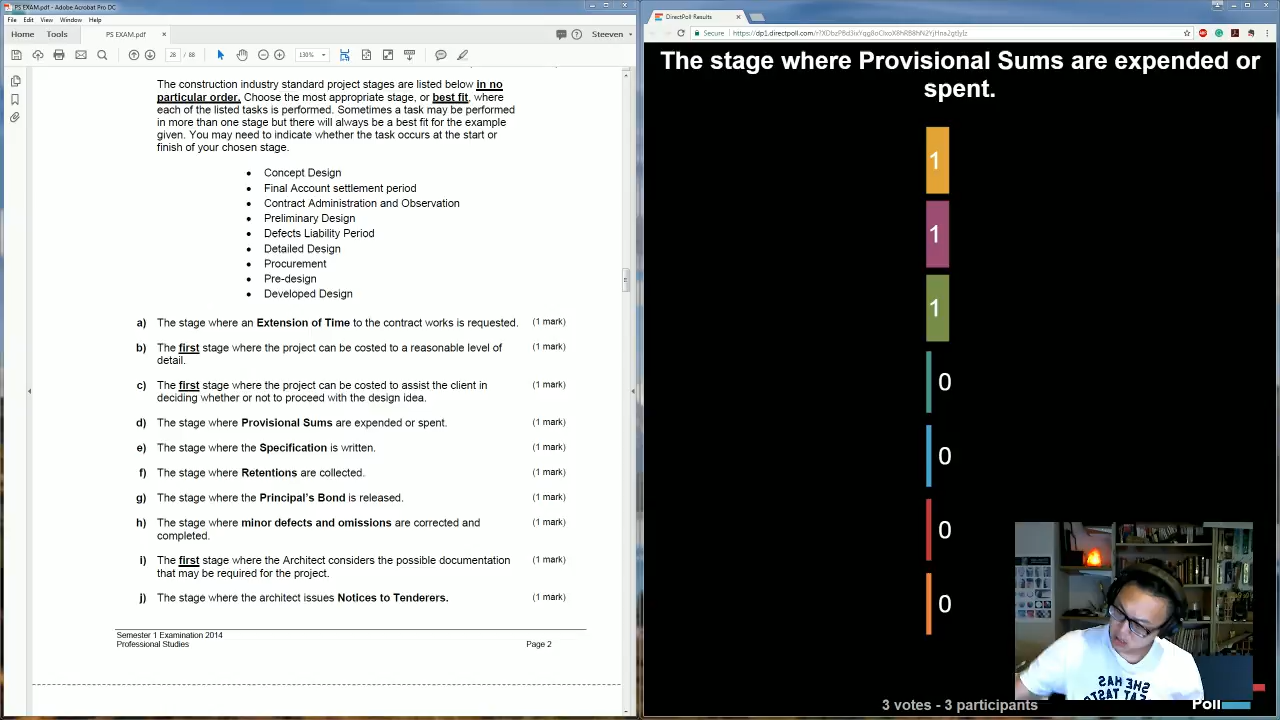 PS EXAM.pdf - Adobe Acrobat Pro DC
File Edit View Window Help
Home Tools PS EXAM.pdf × Steeven
28 / 88 130%
The construction industry standard project stages are listed below in no
particular order. Choose the most appropriate stage, or best fit, where
each of the listed tasks is performed. Sometimes a task may be performed
in more than one stage but there will always be a best fit for the example
given. You may need to indicate whether the task occurs at the start or
finish of your chosen stage.
• Concept Design
• Final Account settlement period
• Contract Administration and Observation
• Preliminary Design
• Defects Liability Period
• Detailed Design
• Procurement
• Pre-design
• Developed Design
a) The stage where an Extension of Time to the contract works is requested. (1 mark)
b) The first stage where the project can be costed to a reasonable level of (1 mark)
detail.
c) The first stage where the project can be costed to assist the client in (1 mark)
deciding whether or not to proceed with the design idea.
d) The stage where Provisional Sums are expended or spent. (1 mark)
e) The stage where the Specification is written. (1 mark)
f) The stage where Retentions are collected. (1 mark)
g) The stage where the Principal's Bond is released. (1 mark)
h) The stage where minor defects and omissions are corrected and (1 mark)
completed.
i) The first stage where the Architect considers the possible documentation (1 mark)
that may be required for the project.
j) The stage where the architect issues Notices to Tenderers. (1 mark)
Semester 1 Examination 2014
Professional Studies Page 2
DirectPoll Results
Secure
The stage where Provisional Sums are expended or
spent.
1
1
1
0
0
0
0
SHE HAS
3 votes - 3 participants
Poll